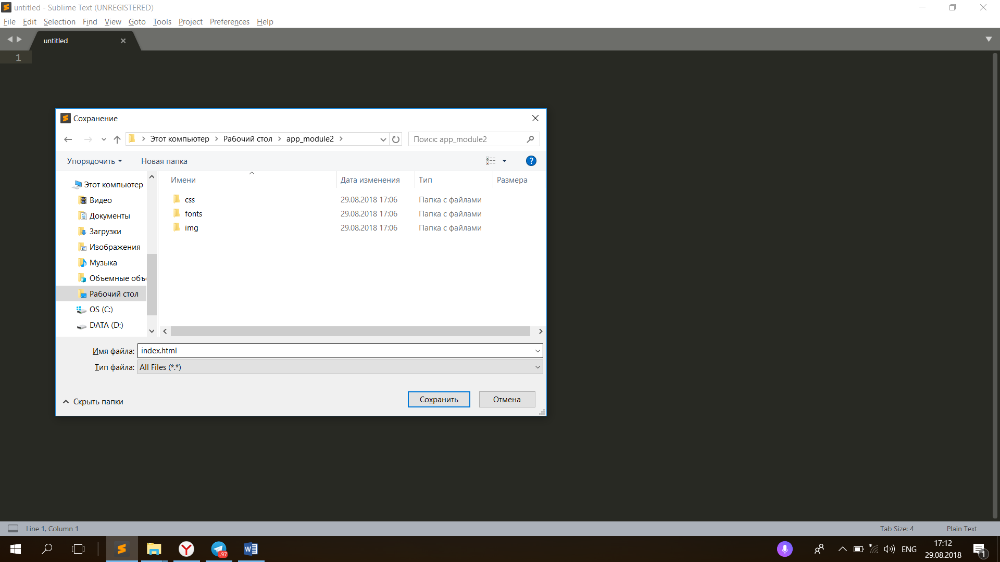 untitled - Sublime Text (UNREGISTERED)
File Edit Selection Find View Goto Tools Project Preferences Help
untitled
1
Сохранение
Этот компьютер Рабочий стол app_module2
Поиск: app_module2
Упорядочить Новая папка
Имени Дата изменения Тип Размера
Этот компьютер
Видео
Документы
Загрузки
Изображения
Музыка
Объемные объе
Рабочий стол
OS (C:)
DATA (D:)
css 29.08.2018 17:06 Папка с файлами
fonts 29.08.2018 17:06 Папка с файлами
img 29.08.2018 17:06 Папка с файлами
Имя файла: index.html
Тип файла: All Files (*.*)
Скрыть папки
Сохранить Отмена
Line 1, Column 1
Tab Size: 4 Plain Text
..97
ENG
17:12
29.08.2018
1